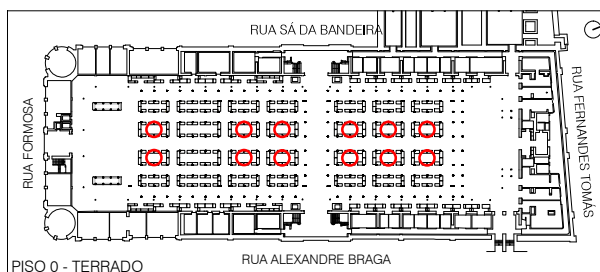 RUA SÁ DA BANDEIRA
RUA FORMOSA
RUA FERNANDES TOMÁS
RUA ALEXANDRE BRAGA
PISO 0 - TERRADO